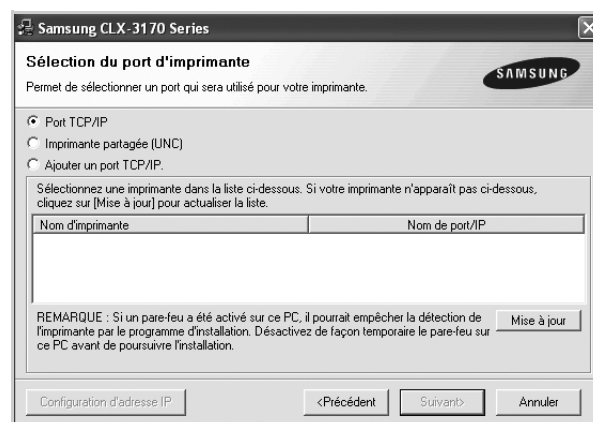 Samsung CLX-3170 Series
Sélection du port d'imprimante
Permet de sélectionner un port qui sera utilisé pour votre imprimante.
SAMSUNG
Port TCP/IP
Imprimante partagée (UNC)
Ajouter un port TCP/IP.
Sélectionnez une imprimante dans la liste ci-dessous. Si votre imprimante n'apparaît pas ci-dessous,
cliquez sur [Mise à jour] pour actualiser la liste.
Nom d'imprimante Nom de port/IP
REMARQUE : Si un pare-feu a été activé sur ce PC, il pourrait empêcher la détection de
l'imprimante par le programme d'installation. Désactivez de façon temporaire le pare-feu sur
ce PC avant de poursuivre l'installation.
Mise à jour
Configuration d'adresse IP <Précédent Suivant> Annuler